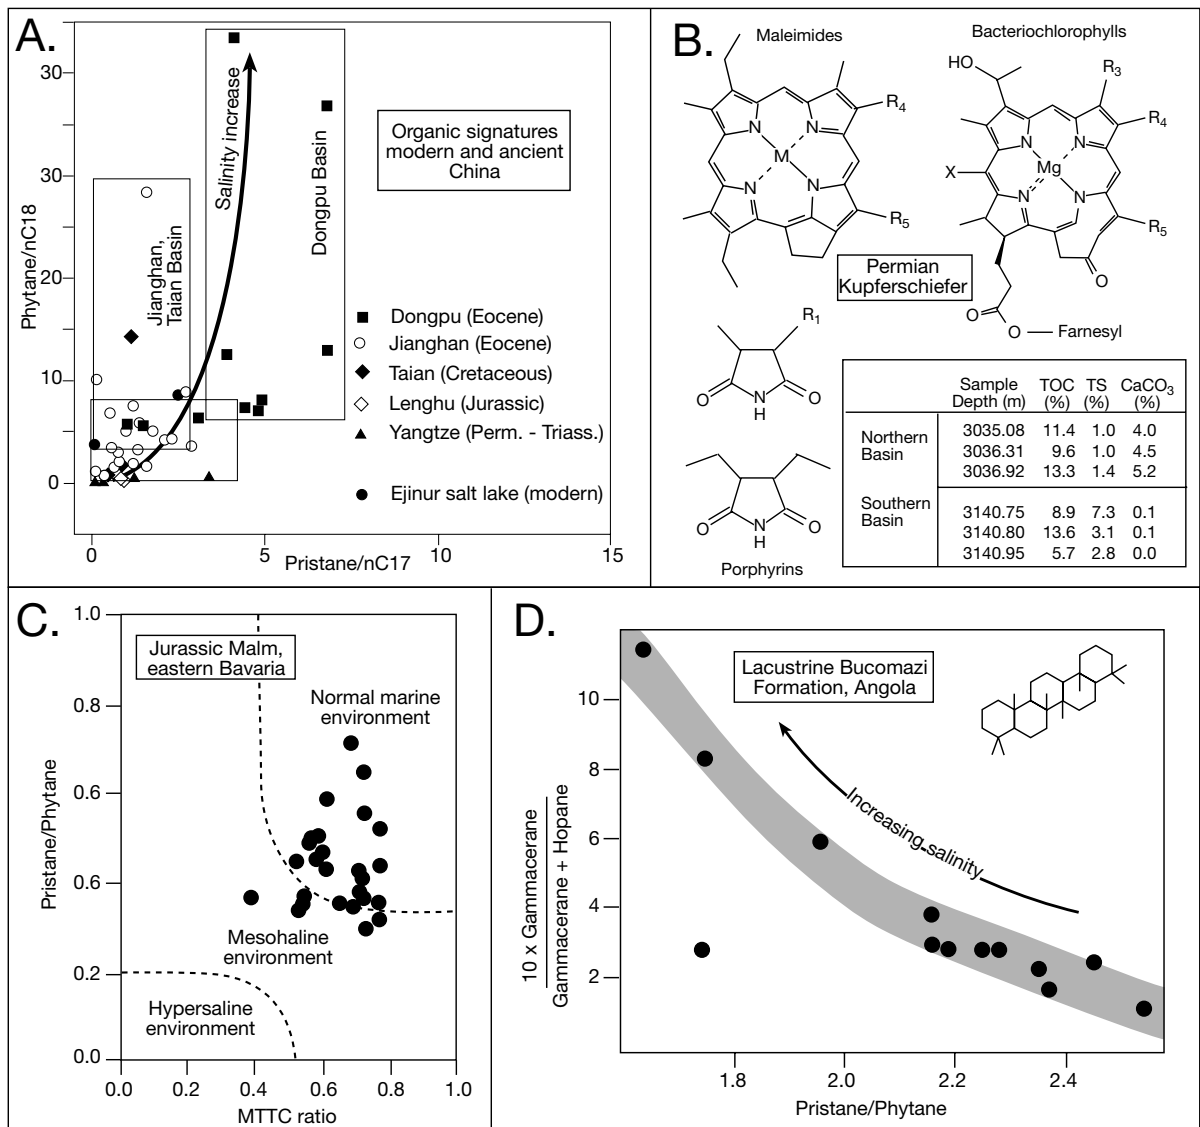 A.
Phytane/nC18
30
30
20
10
0
Salinity increase
Dongpu Basin
Jianghan,
Taian Basin
Organic signatures
modern and ancient
China
Dongpu (Eocene)
Jianghan (Eocene)
Taian (Cretaceous)
Lenghu (Jurassic)
Yangtze (Perm. - Triass.)
Ejinur salt lake (modern)
0
5
10
15
Pristane/nC17
B.
Maleimides
Bacteriochlorophylls
R4
R5
M
N
N
N
N
HO
R3
R4
R5
X
Mg
N
N
N
N
O
O
O
Farnesyl
Permian
Kupferschiefer
R1
O
O
N
H
O
O
N
H
Porphyrins
Sample TOC TS CaCO3
Depth (m) (%) (%) (%)
Northern
Basin
3035.08 11.4 1.0 4.0
3036.31 9.6 1.0 4.5
3036.92 13.3 1.4 5.2
Southern
Basin
3140.75 8.9 7.3 0.1
3140.80 13.6 3.1 0.1
3140.95 5.7 2.8 0.0
C.
Pristane/Phytane
1.0
0.8
0.6
0.6
0.2
0.0
Jurassic Malm,
eastern Bavaria
Normal marine
environment
Mesohaline
environment
Hypersaline
environment
0.0
0.2
0.4
0.6
0.8
1.0
MTTC ratio
D.
10 x Gammacerane
Gammacerane + Hopane
10
8
6
4
2
Lacustrine Bucomazi
Formation, Angola
Increasing salinity
1.8
2.0
2.2
2.4
Pristane/Phytane